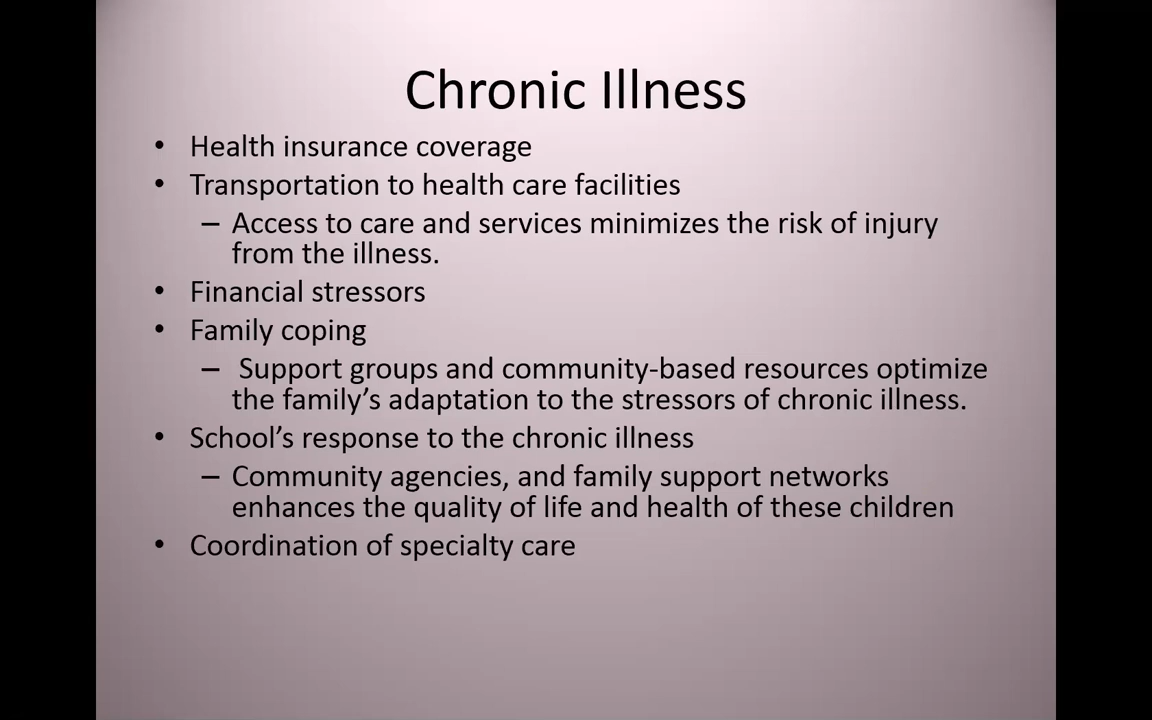 Chronic Illness
• Health insurance coverage
• Transportation to health care facilities
– Access to care and services minimizes the risk of injury
from the illness.
• Financial stressors
• Family coping
– Support groups and community-based resources optimize
the family’s adaptation to the stressors of chronic illness.
• School’s response to the chronic illness
– Community agencies, and family support networks
enhances the quality of life and health of these children
• Coordination of specialty care